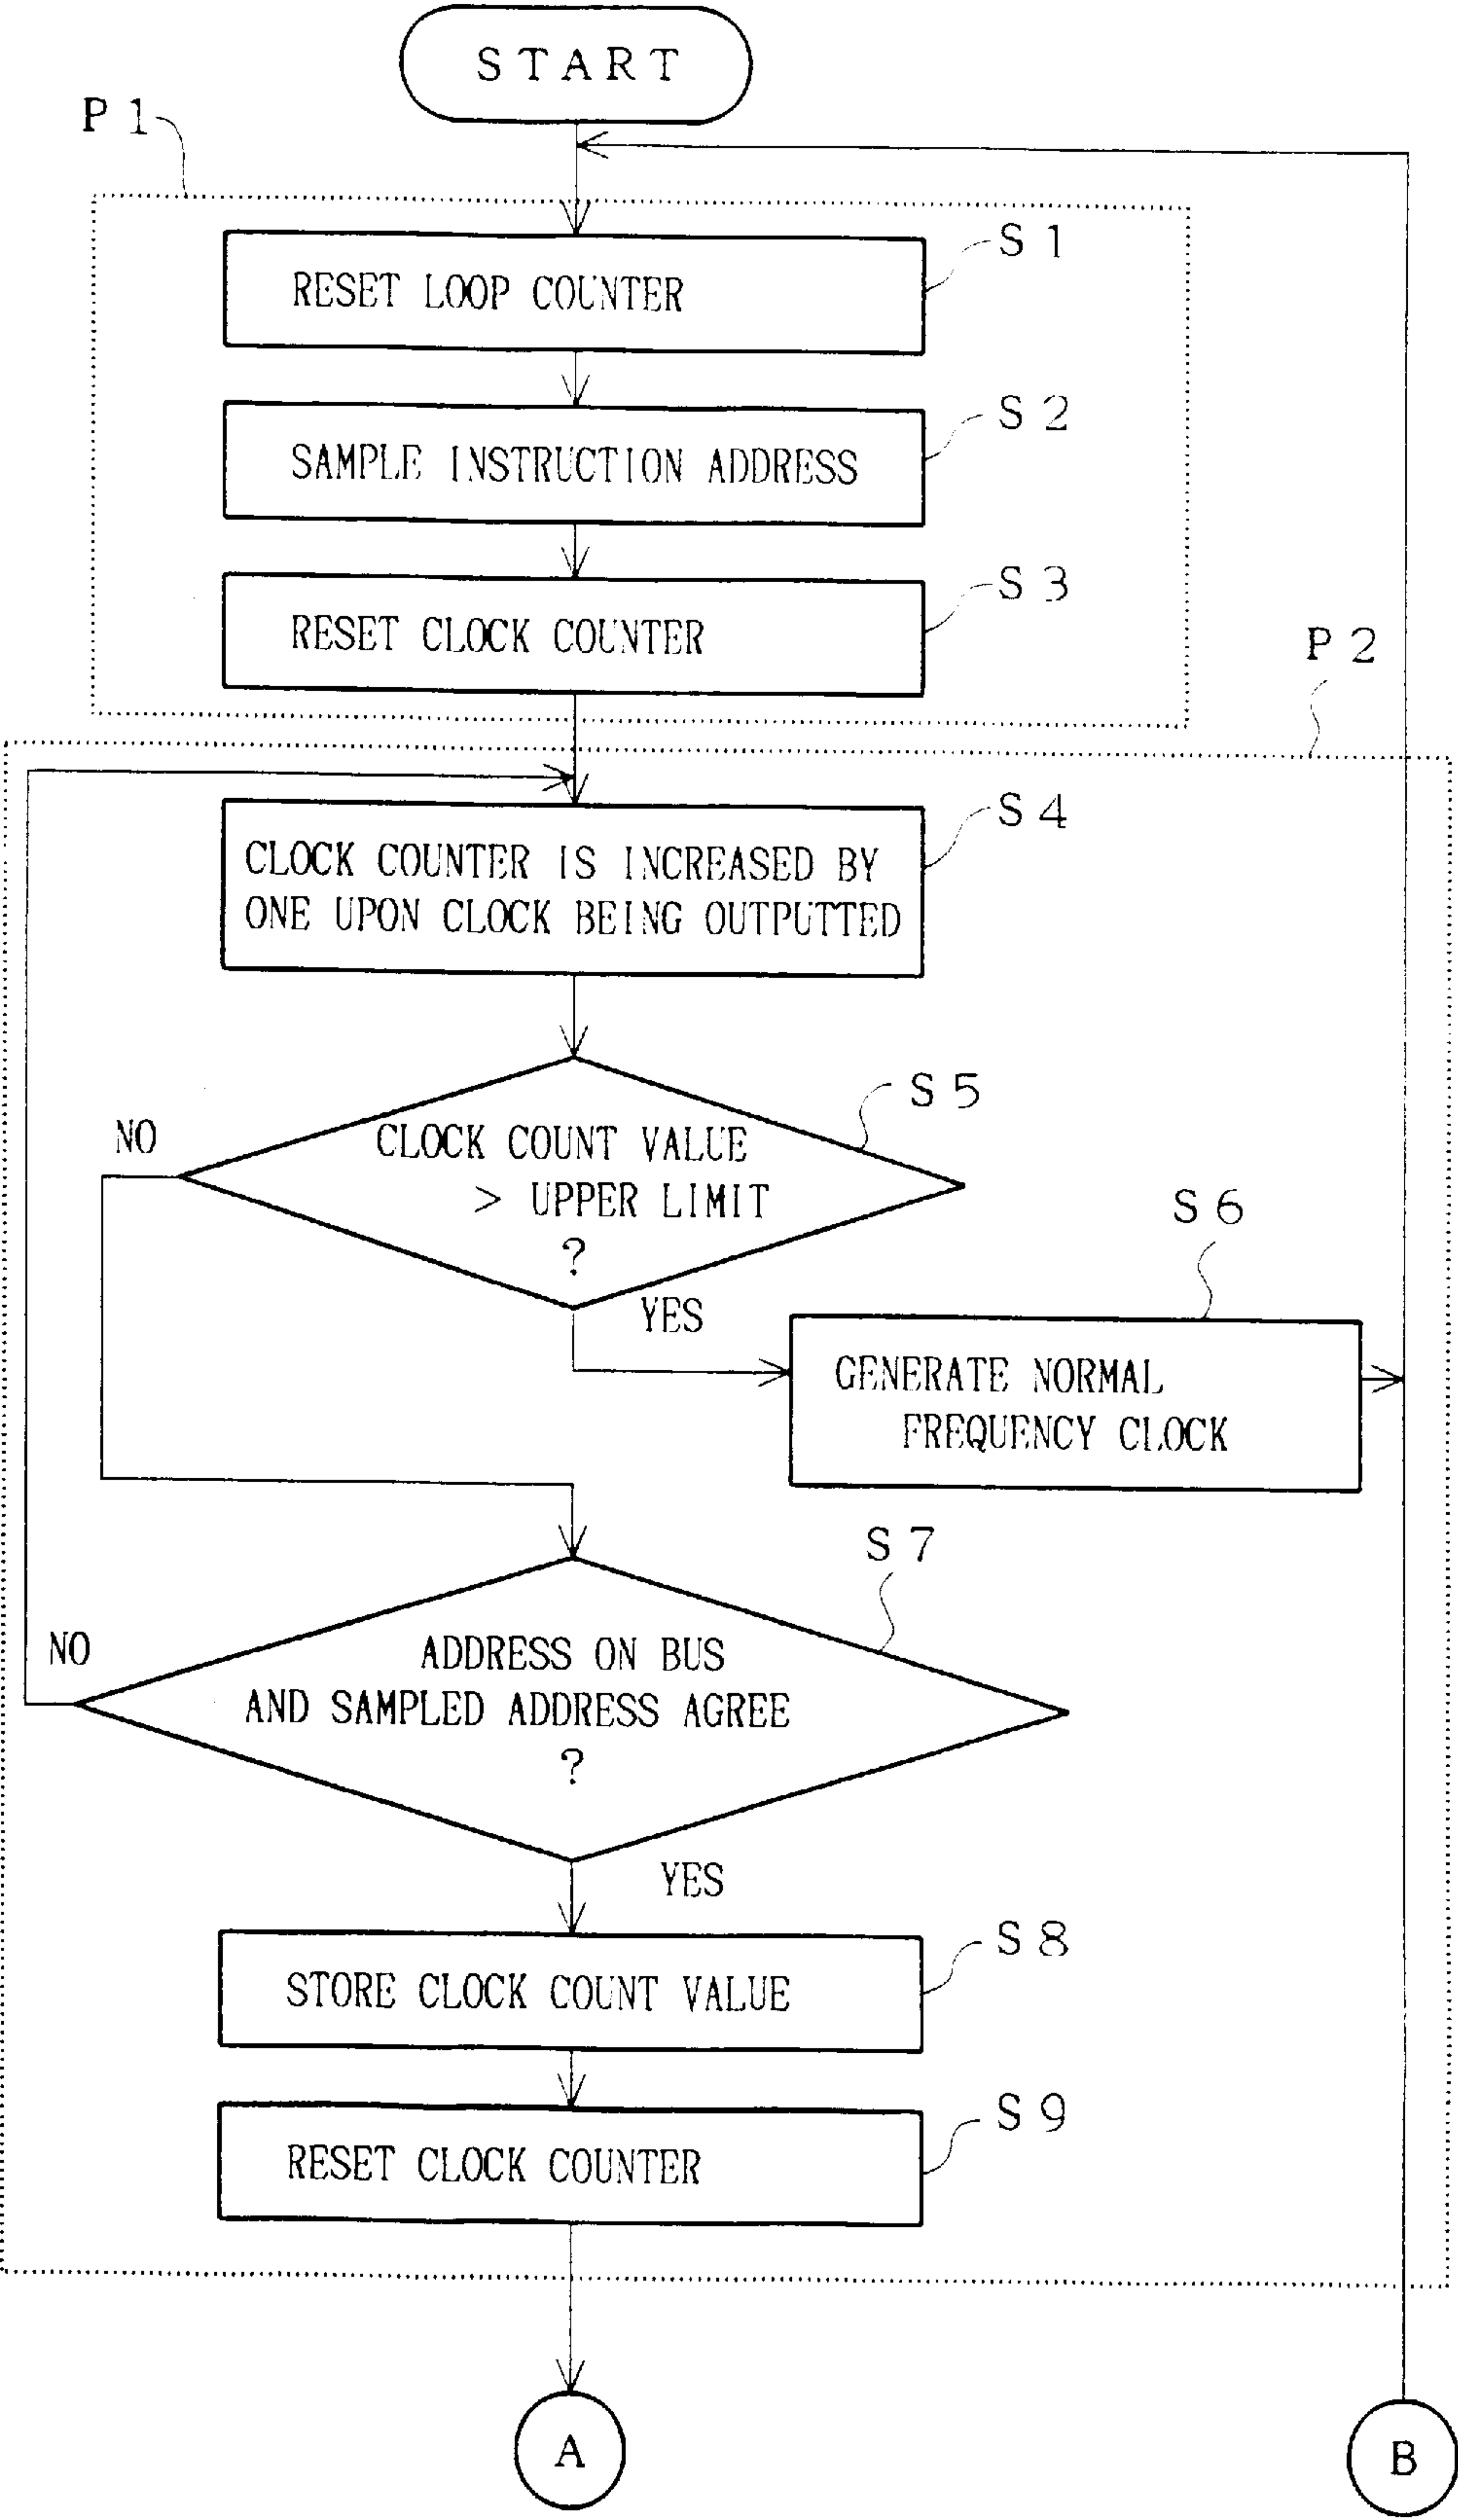 START
P1
S1
RESET LOOP COUNTER
S2
SAMPLE INSTRUCTION ADDRESS
S3
RESET CLOCK COUNTER
P2
S4
CLOCK COUNTER IS INCREASED BY
ONE UPON CLOCK BEING OUTPUTTED
S5
NO
CLOCK COUNT VALUE
> UPPER LIMIT
?
YES
S6
GENERATE NORMAL
FREQUENCY CLOCK
S7
NO
ADDRESS ON BUS
AND SAMPLED ADDRESS AGREE
?
YES
S8
STORE CLOCK COUNT VALUE
S9
RESET CLOCK COUNTER
A
B